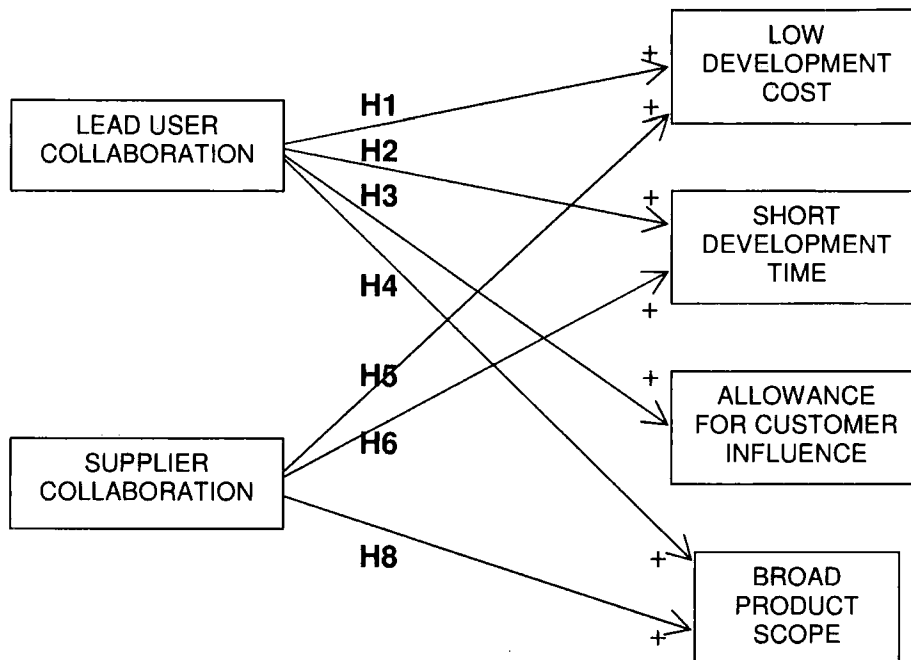 LEAD USER
COLLABORATION
SUPPLIER
COLLABORATION
H1
H2
H3
H4
H5
H6
H8
+
+
+
+
+
+
+
LOW
DEVELOPMENT
COST
SHORT
DEVELOPMENT
TIME
ALLOWANCE
FOR CUSTOMER
INFLUENCE
BROAD
PRODUCT
SCOPE